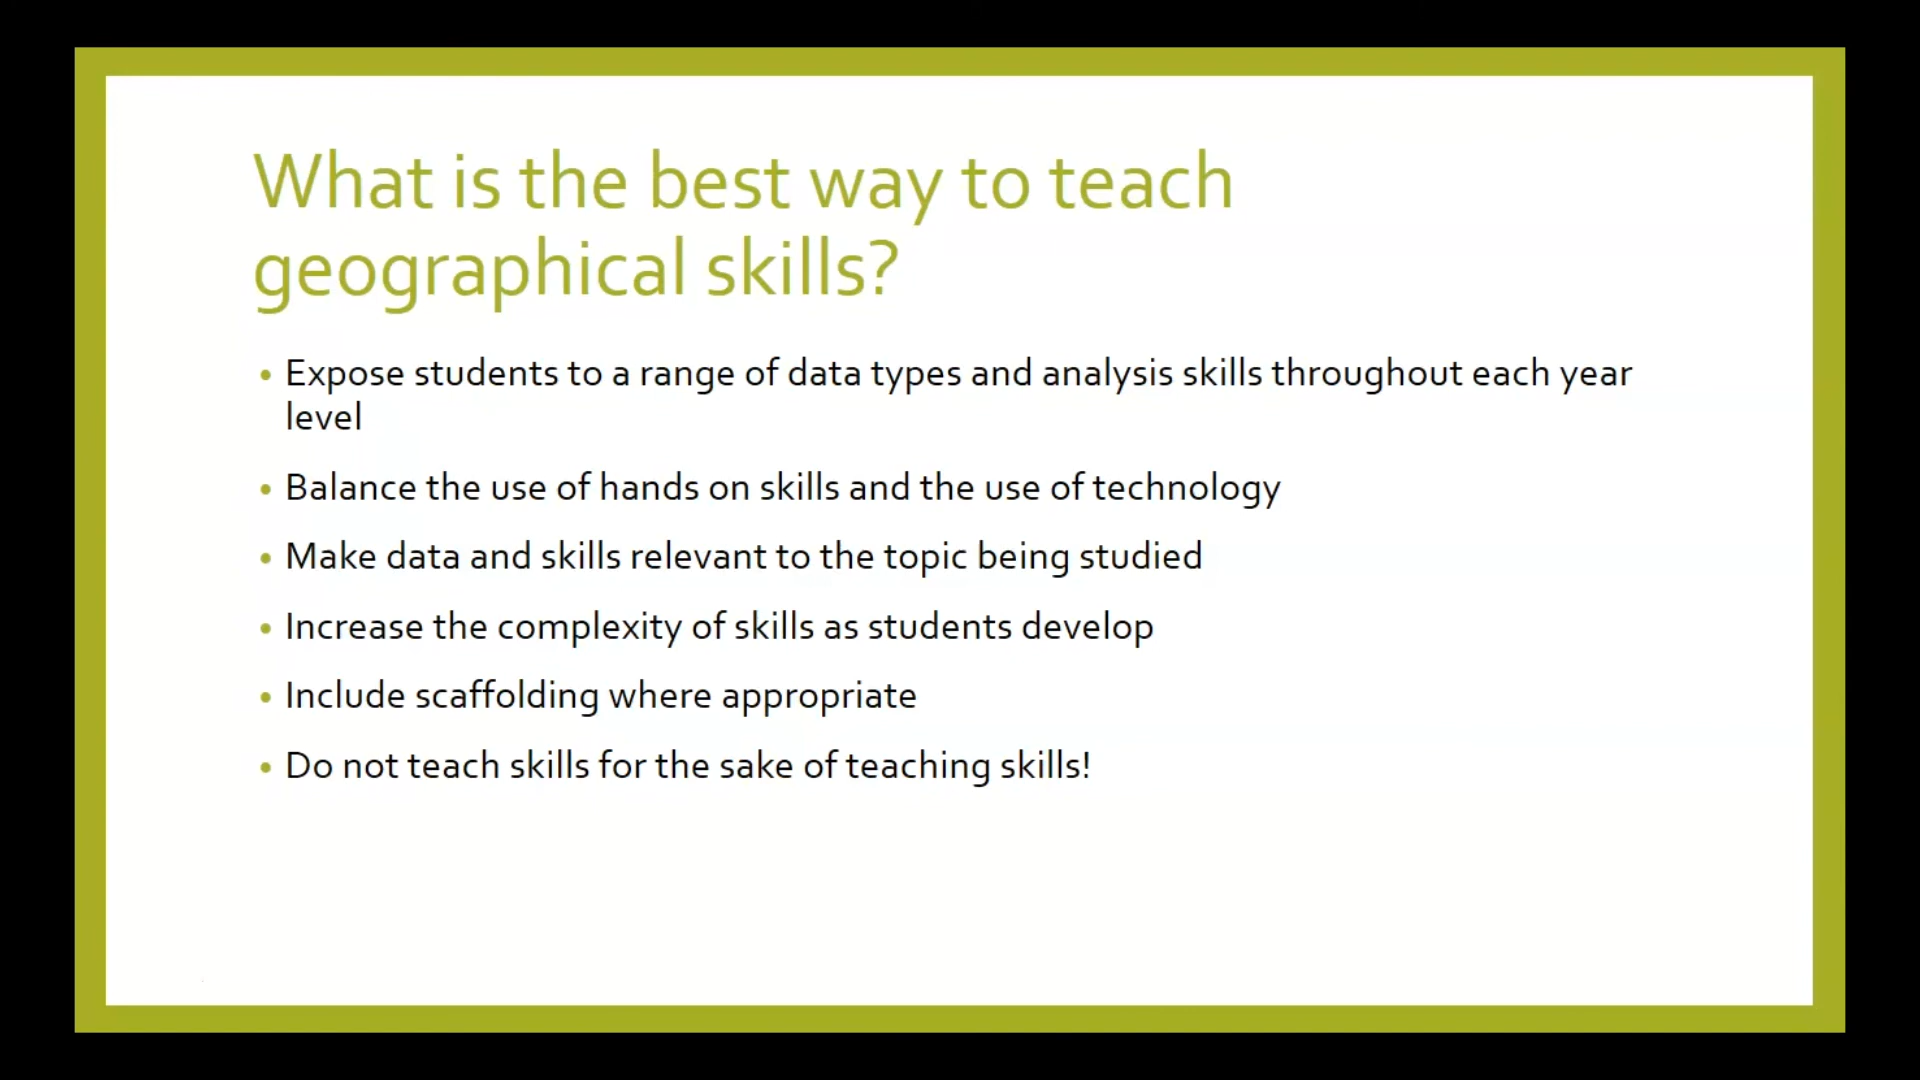 What is the best way to teach
geographical skills?
• Expose students to a range of data types and analysis skills throughout each year
level
• Balance the use of hands on skills and the use of technology
• Make data and skills relevant to the topic being studied
• Increase the complexity of skills as students develop
• Include scaffolding where appropriate
• Do not teach skills for the sake of teaching skills!